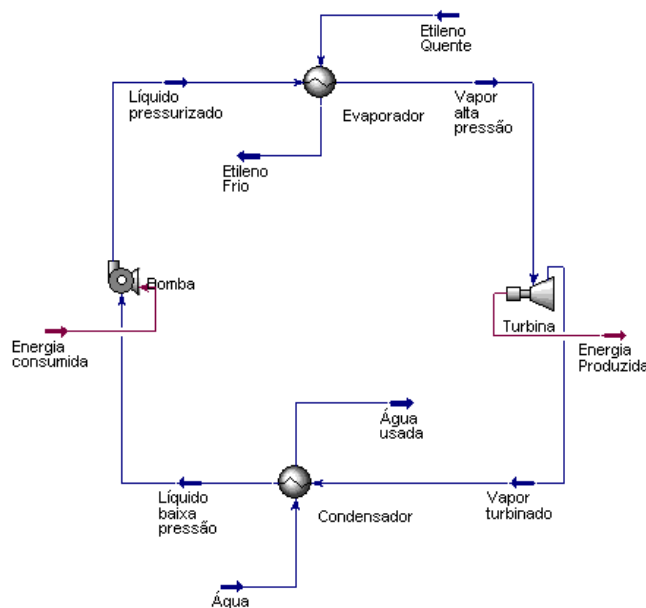 Etileno
Quente
Líquido
pressurizado
Evaporador
Vapor
alta
pressão
Etileno
Frio
Bomba
Turbina
Energia
consumida
Energia
Produzida
Água
usada
Líquido
baixa
pressão
Condensador
Vapor
turbinado
Água